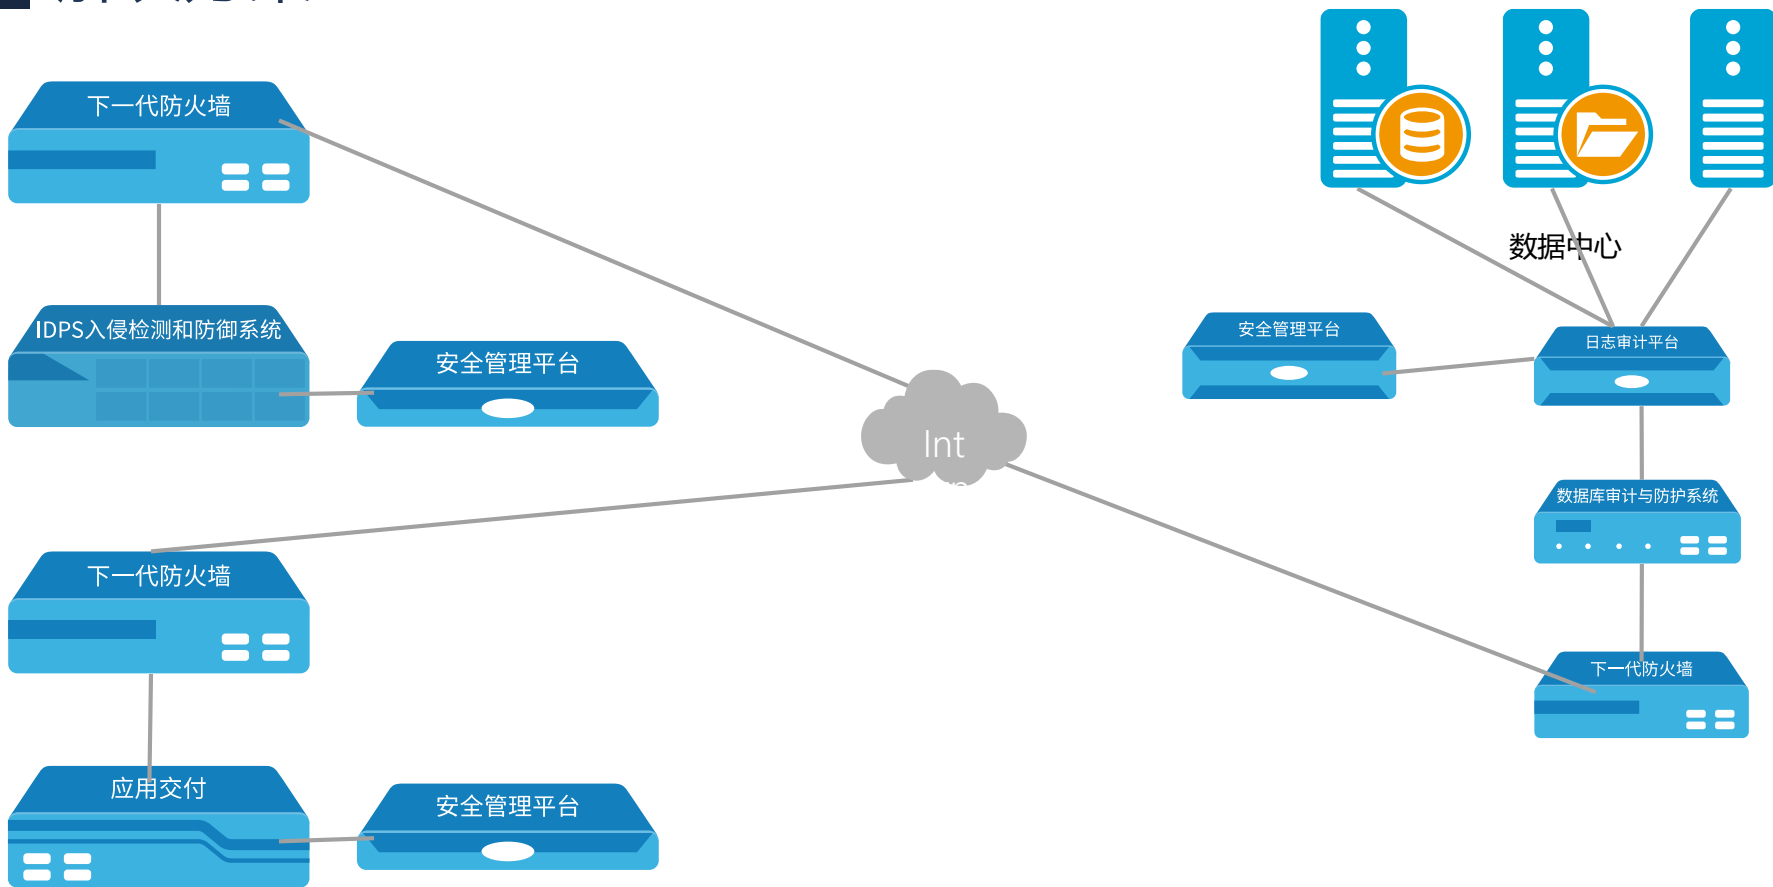 下一代防火墙
数据中心
IDPS入侵检测和防御系统
安全管理平台
安全管理平台
日志审计平台
Int
数据库审计与防护系统
下一代防火墙
下一代防火墙
应用交付
安全管理平台